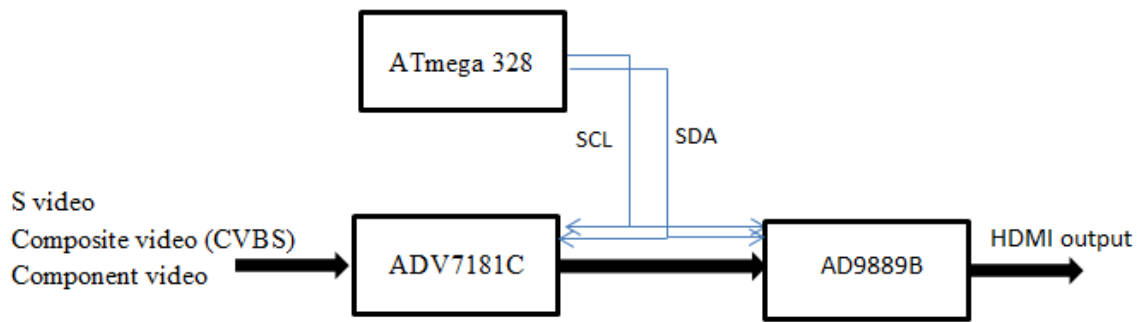 ATmega 328
SCL
SDA
S video
Composite video (CVBS)
Component video
ADV7181C
AD9889B
HDMI output